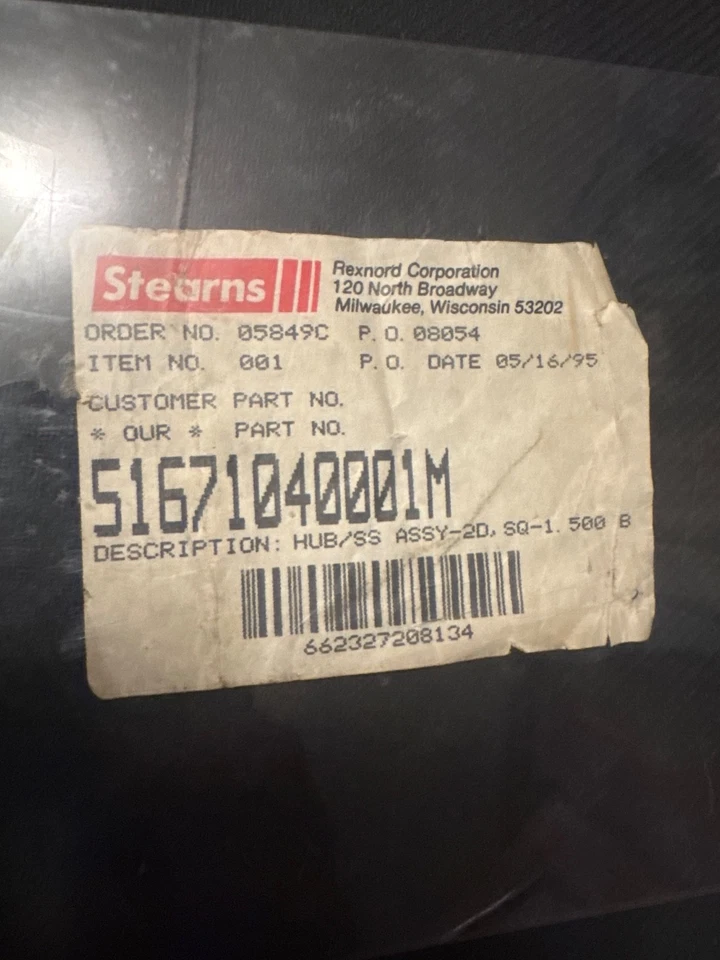 Stearns
Rexnord Corporation
120 North Broadway
Milwaukee, Wisconsin 53202
ORDER NO. 05849C P.O. 08054
ITEM NO. 001 P.O. DATE 05/16/95
CUSTOMER PART NO.
* OUR * PART NO.
S1671040001M
DESCRIPTION: HUB/SS ASSY-2D, SQ-1.500 B
662327208134